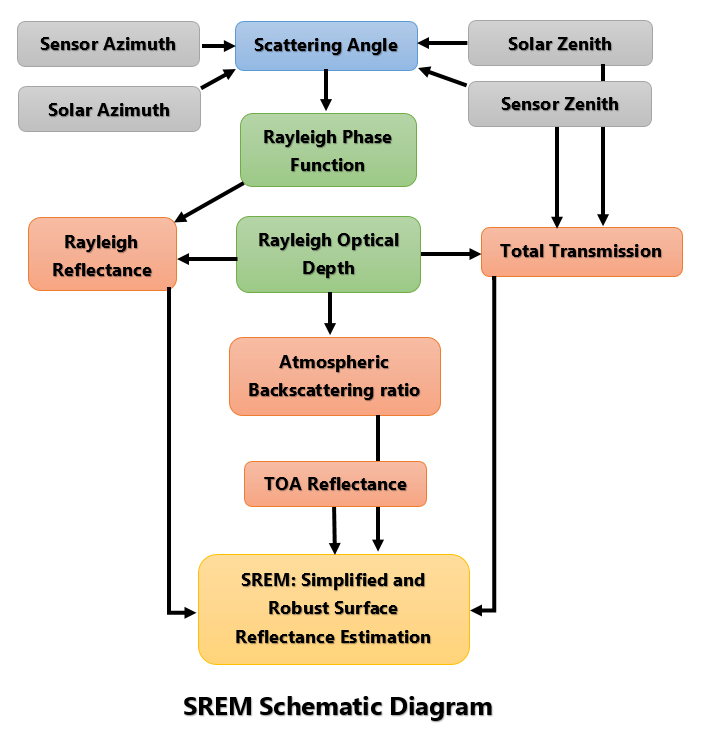 Sensor Azimuth
Scattering Angle
Solar Zenith
Solar Azimuth
Sensor Zenith
Rayleigh Phase
Function
Rayleigh
Reflectance
Rayleigh Optical
Depth
Total Transmission
Atmospheric
Backscattering ratio
TOA Reflectance
SREM: Simplified and
Robust Surface
Reflectance Estimation
SREM Schematic Diagram